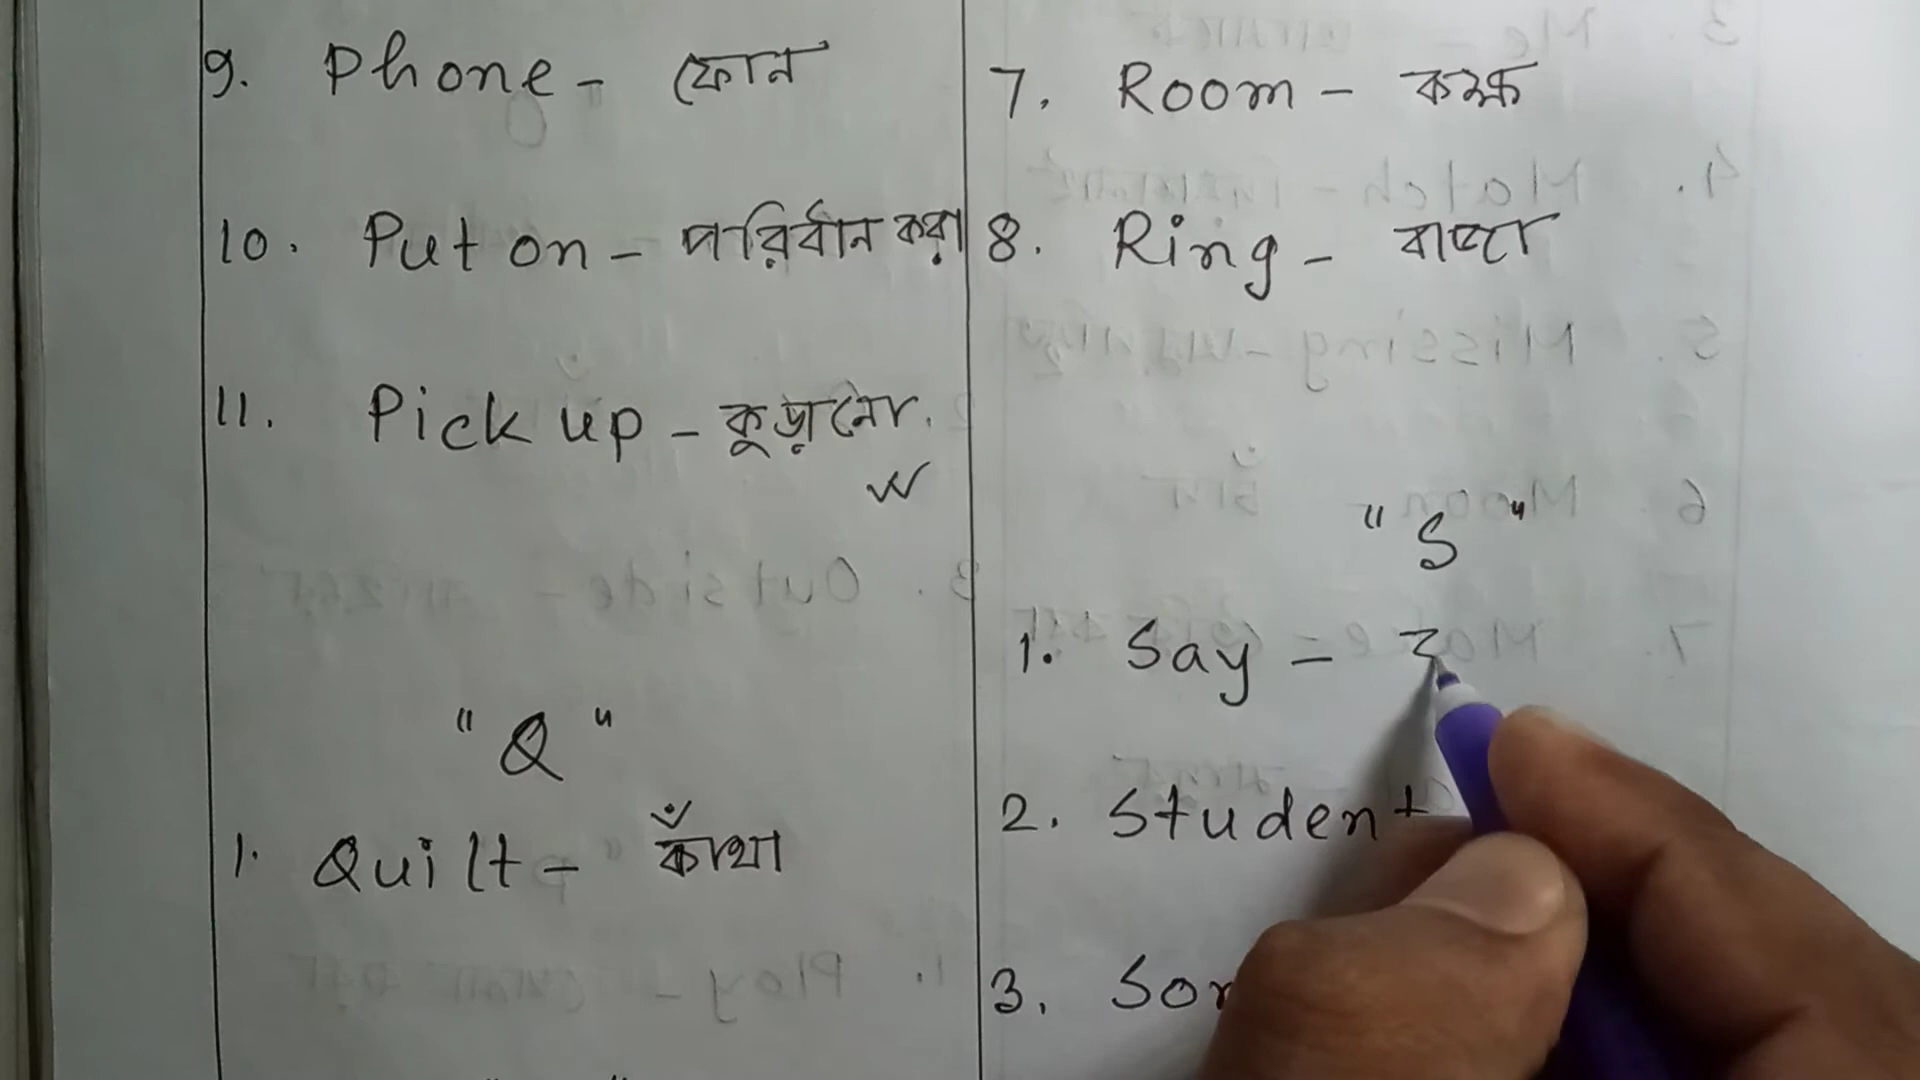 9. Phone - ফোন
10. Put on - পরিধান করা
11. Pick up - কুড়ানো.
"Q"
1. Quilt - কাঁথা
7. Room - কক্ষ
8. Ring - বাজা
"S"
1. Say =
2. Student
3.